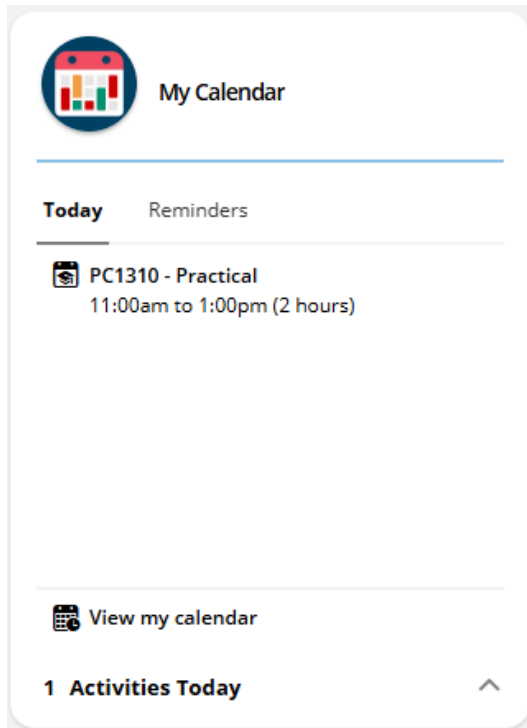 My Calendar
Today Reminders
PC1310 - Practical
11:00am to 1:00pm (2 hours)
View my calendar
1 Activities Today